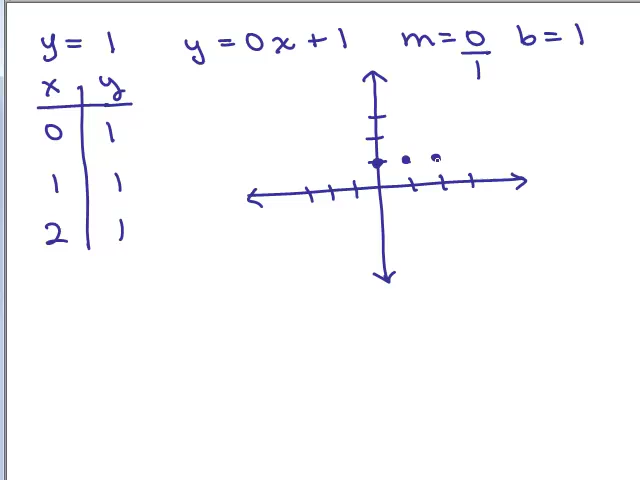 y = 1 y = 0x + 1 m = 0/1 b = 1
x y
0 1
1 1
2 1